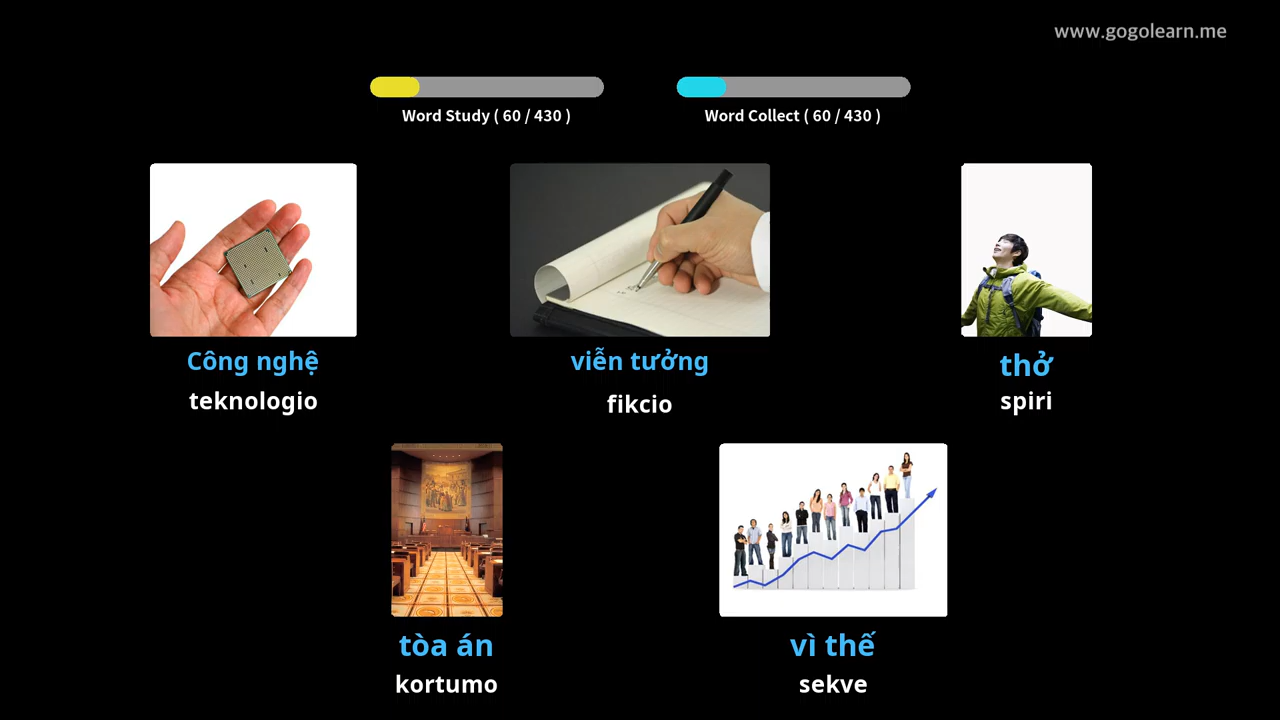 www.gogolearn.me
Word Study ( 60 / 430 )
Word Collect ( 60 / 430 )
Công nghệ
teknologio
viễn tưởng
fikcio
thở
spiri
tòa án
kortumo
vì thế
sekve